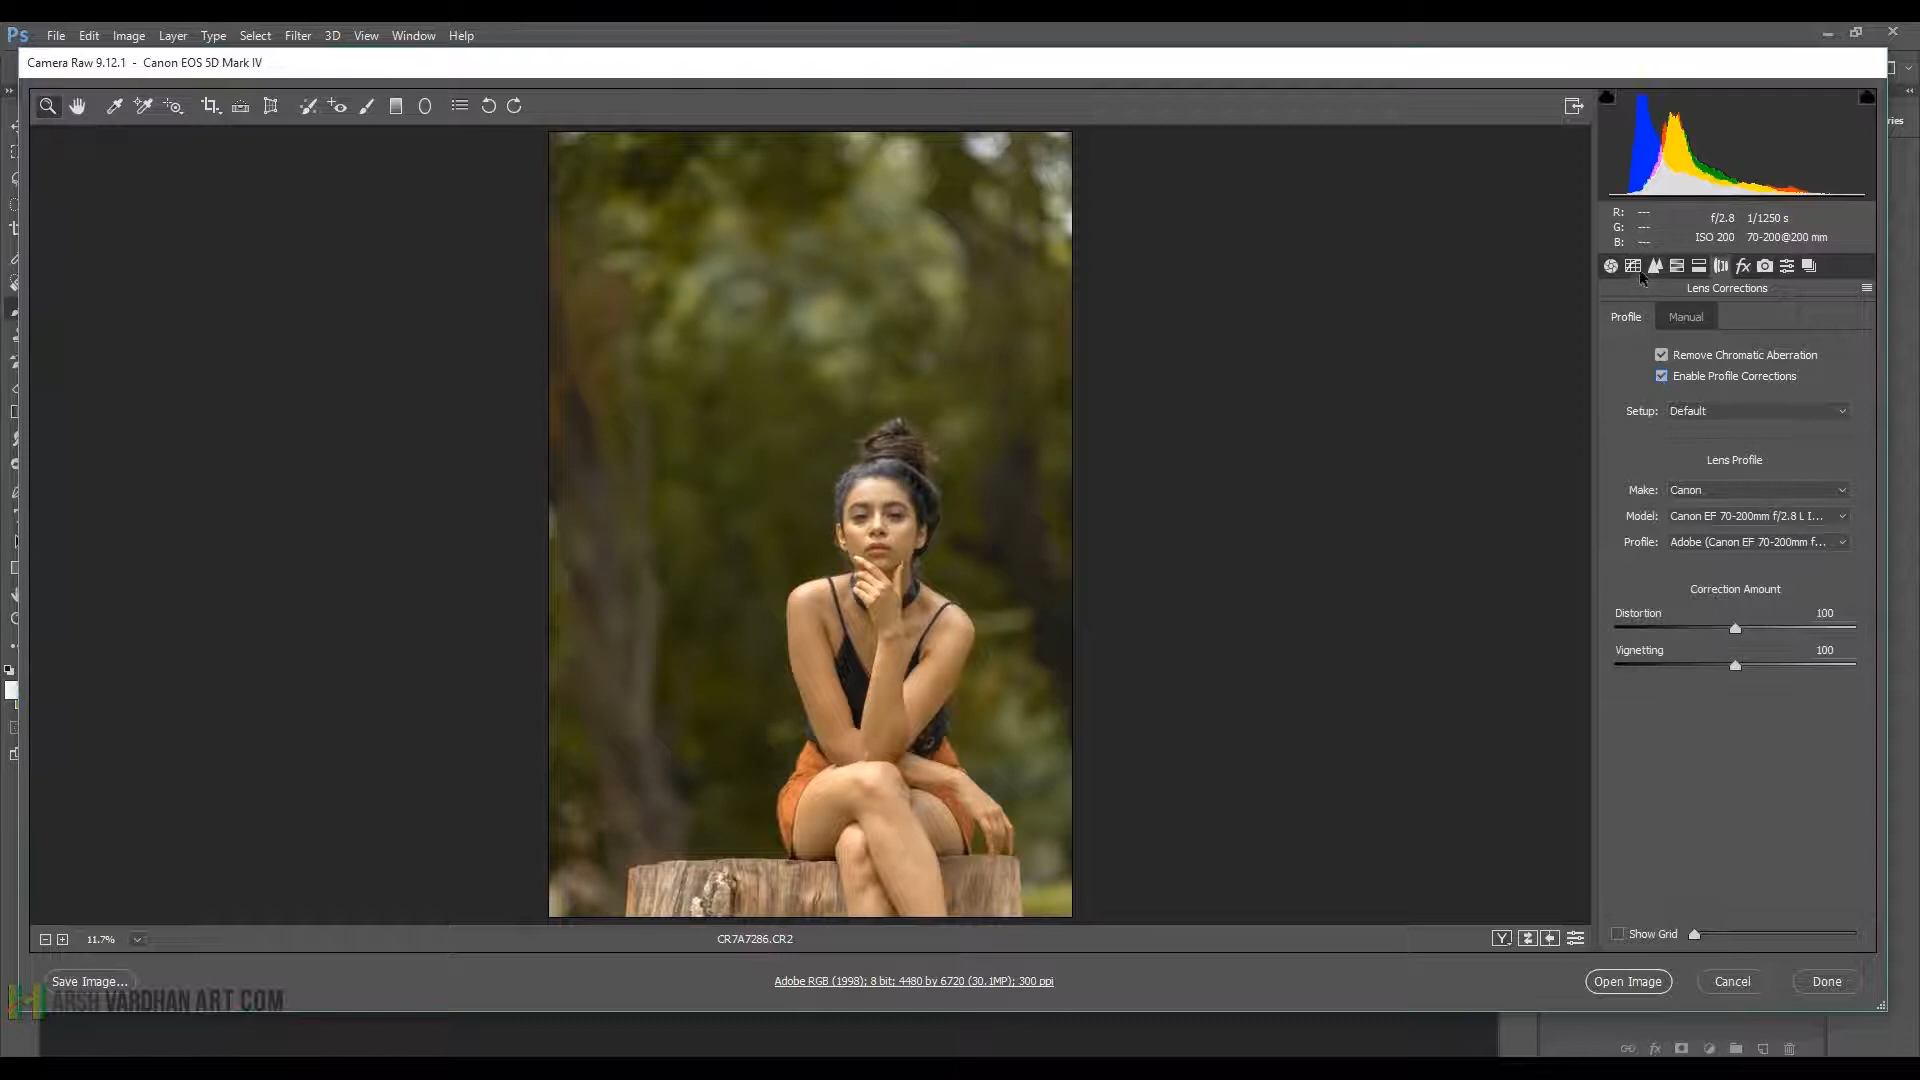 Ps File Edit Image Layer Type Select Filter 3D View Window Help
Camera Raw 9.12.1 - Canon EOS 5D Mark IV
ries
R: ---
G: ---
B: ---
f/2.8 1/1250 s
ISO 200 70-200@200 mm
fx
Lens Corrections
Profile Manual
Remove Chromatic Aberration
Enable Profile Corrections
Setup: Default
Lens Profile
Make: Canon
Model: Canon EF 70-200mm f/2.8 L I...
Profile: Adobe (Canon EF 70-200mm f...
Correction Amount
Distortion 100
Vignetting 100
Show Grid
11.7%
CR7A7286.CR2
Y
Save Image...
Adobe RGB (1998); 8 bit; 4480 by 6720 (30.1MP); 300 ppi
Open Image Cancel Done
HARSH VARDHAN ART.COM
fx